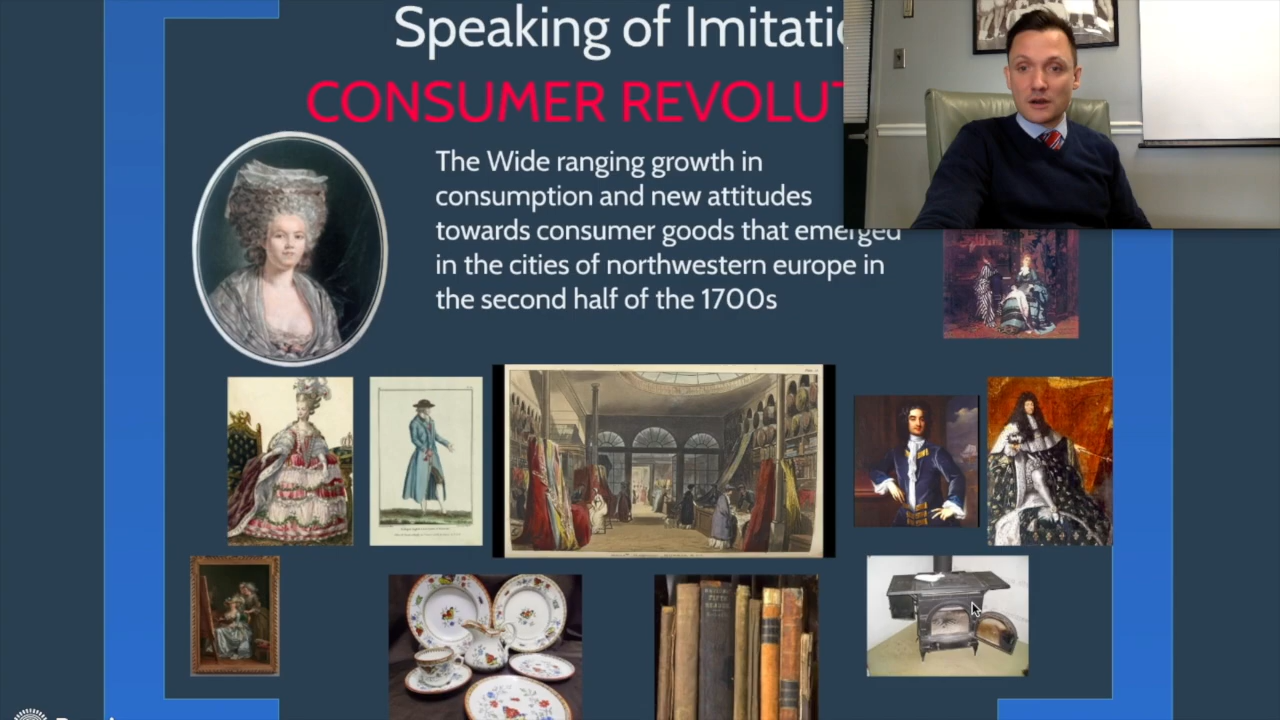 Speaking of Imitatio
CONSUMER REVOLUT
The Wide ranging growth in
consumption and new attitudes
towards consumer goods that emerged
in the cities of northwestern europe in
the second half of the 1700s